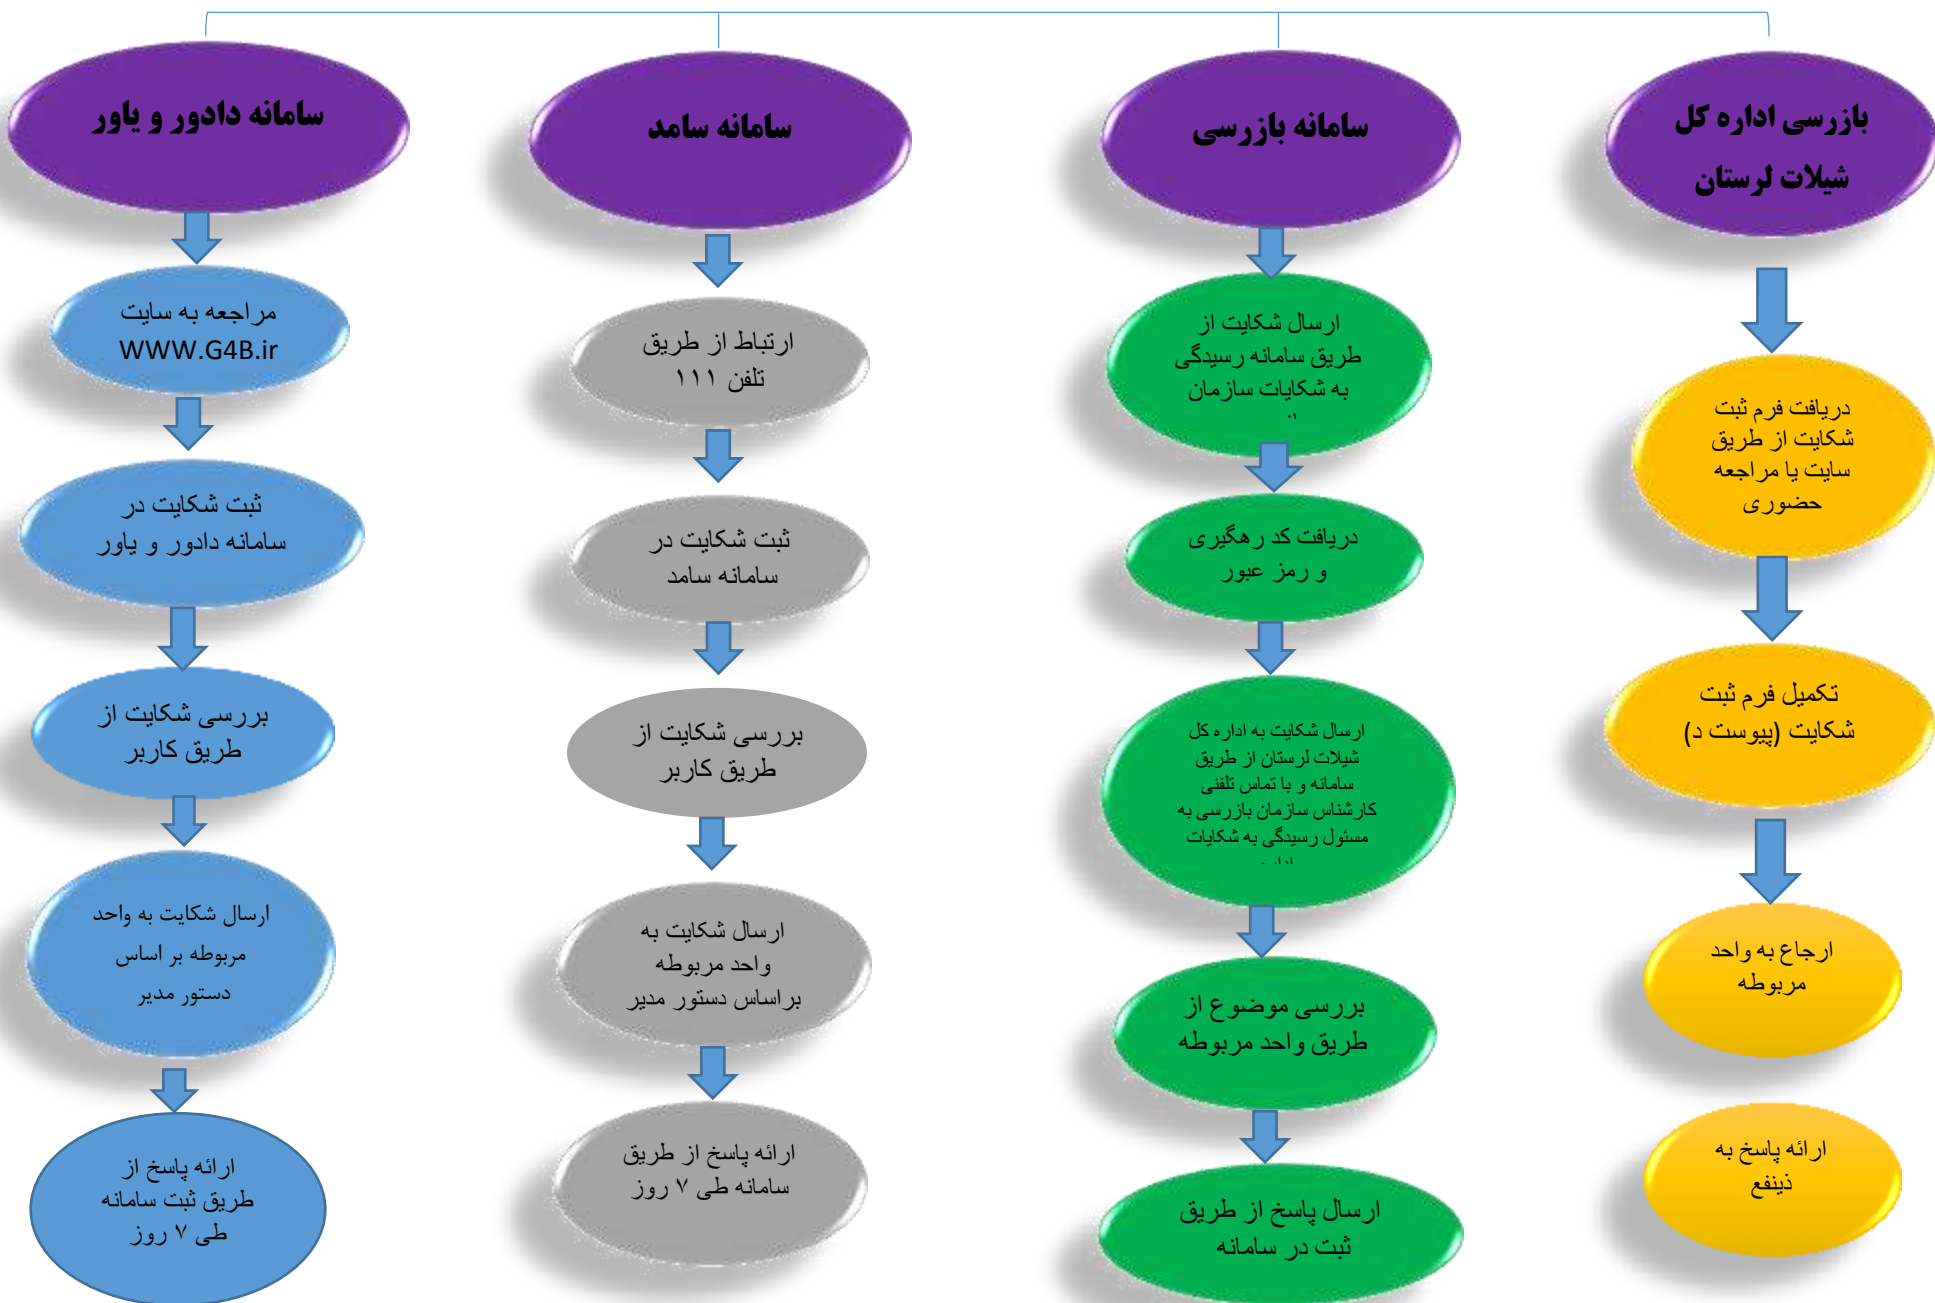 بازرسی اداره کل
شیلات لرستان
دریافت فرم ثبت
شکایت از طریق
سایت یا مراجعه
حضوری
تکمیل فرم ثبت
شکایت (پیوست د)
ارجاع به واحد
مربوطه
ارائه پاسخ به
ذینفع
سامانه بازرسی
ارسال شکایت از
طریق سامانه رسیدگی
به شکایات سازمان
دریافت کد رهگیری
و رمز عبور
ارسال شکایت به اداره کل
شیلات لرستان از طریق
سامانه و با تماس تلفنی
کارشناس سازمان بازرسی به
مسئول رسیدگی به شکایات
بررسی موضوع از
طریق واحد مربوطه
ارسال پاسخ از طریق
ثبت در سامانه
سامانه سامد
ارتباط از طریق
تلفن ۱۱۱
ثبت شکایت در
سامانه سامد
بررسی شکایت از
طریق کاربر
ارسال شکایت به
واحد مربوطه
براساس دستور مدیر
ارائه پاسخ از طریق
سامانه طی ۷ روز
سامانه دادور و یاور
مراجعه به سایت
WWW.G4B.ir
ثبت شکایت در
سامانه دادور و یاور
بررسی شکایت از
طریق کاربر
ارسال شکایت به واحد
مربوطه بر اساس
دستور مدیر
ارائه پاسخ از
طریق ثبت سامانه
طی ۷ روز